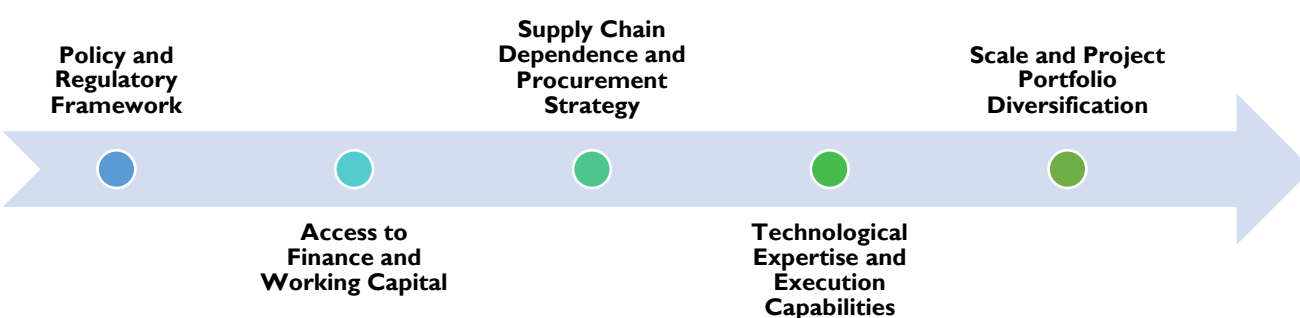 Policy and
Regulatory
Framework
Access to
Finance and
Working Capital
Supply Chain
Dependence and
Procurement
Strategy
Technological
Expertise and
Execution
Capabilities
Scale and Project
Portfolio
Diversification